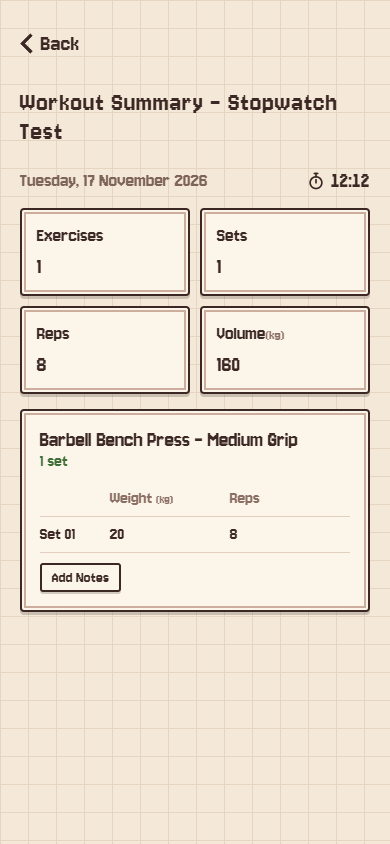 Back
Workout Summary - Stopwatch
Test
Tuesday, 17 November 2026 12:12
Exercises Sets
1 1
Reps Volume(kg)
8 160
Barbell Bench Press - Medium Grip
1 set
Weight (kg) Reps
Set 01 20 8
Add Notes